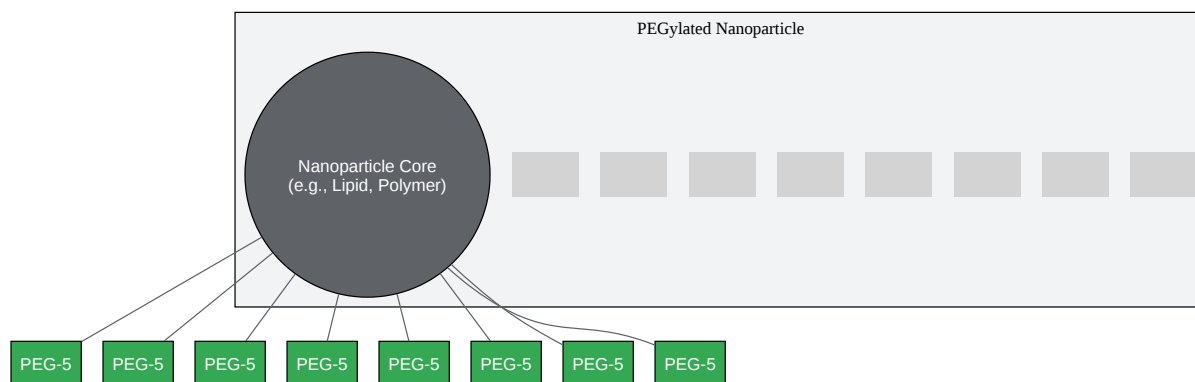 PEGylated Nanoparticle
Nanoparticle Core
(e.g., Lipid, Polymer)
PEG-5 PEG-5 PEG-5 PEG-5 PEG-5 PEG-5 PEG-5 PEG-5